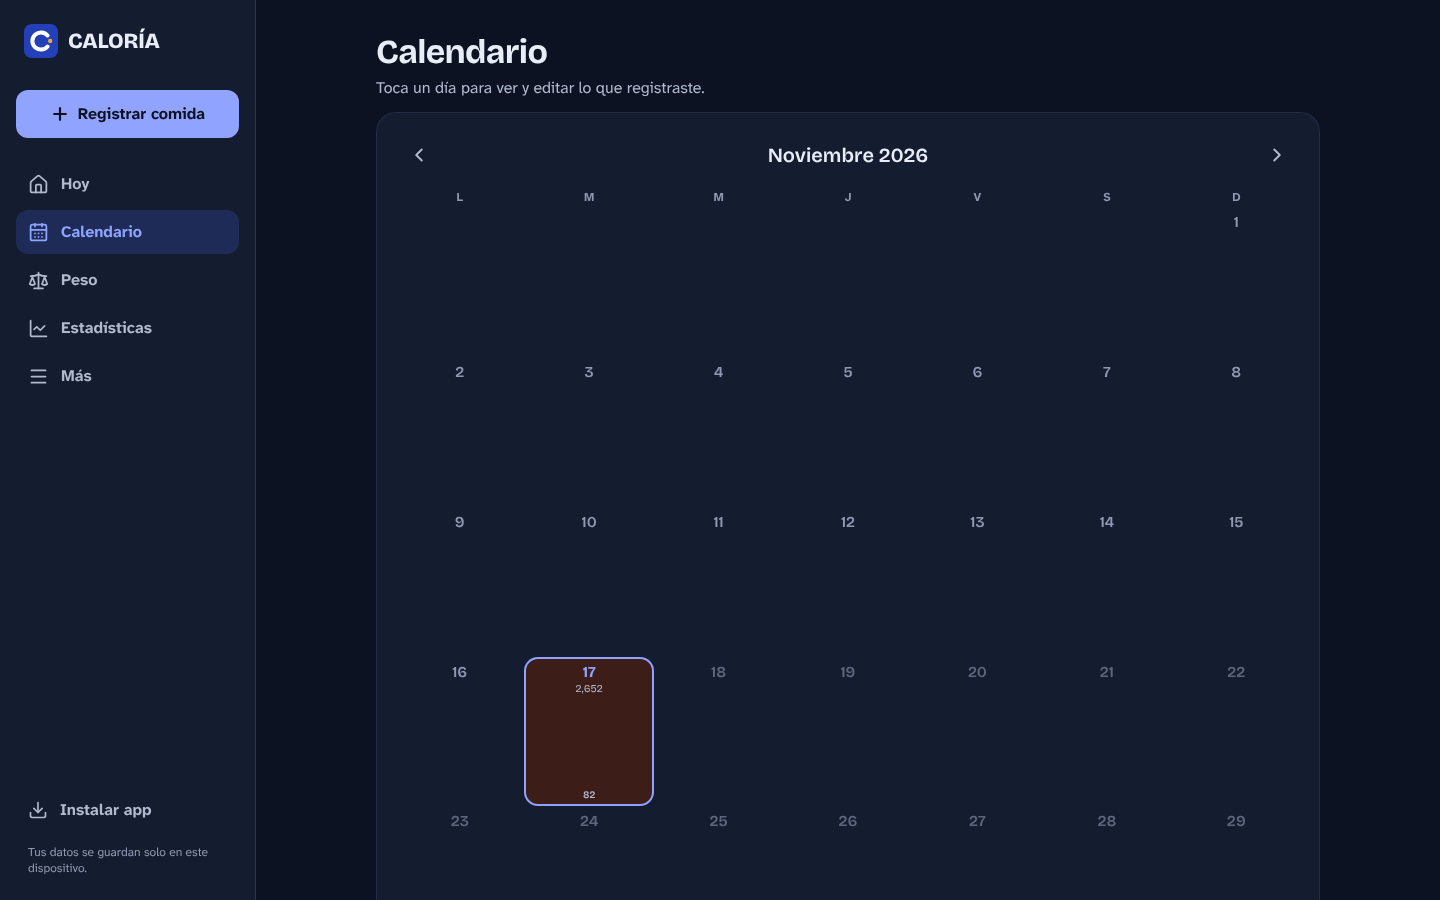 CALORÍA
Registrar comida
Hoy
Calendario
Peso
Estadísticas
Más
Instalar app
Tus datos se guardan solo en este
dispositivo.
Calendario
Toca un día para ver y editar lo que registraste.
Noviembre 2026
L M M J V S D
1
2 3 4 5 6 7 8
9 10 11 12 13 14 15
16 17 18 19 20 21 22
2,652
82
23 24 25 26 27 28 29